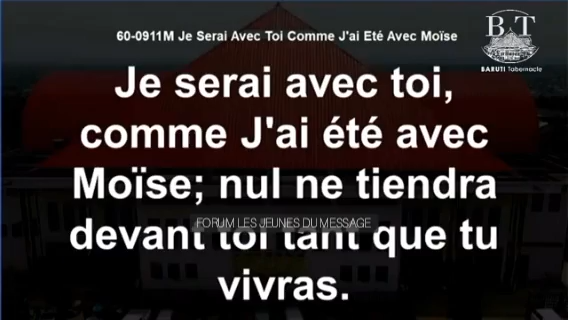 60-0911M Je Serai Avec Toi Comme J'ai Eté Avec Moïse
B T
BARUTI Tabernacle
Je serai avec toi,
comme J'ai été avec
Moïse; nul ne tiendra
FORUM LES JEUNES DU MESSAGE
devant toi tant que tu
vivras.